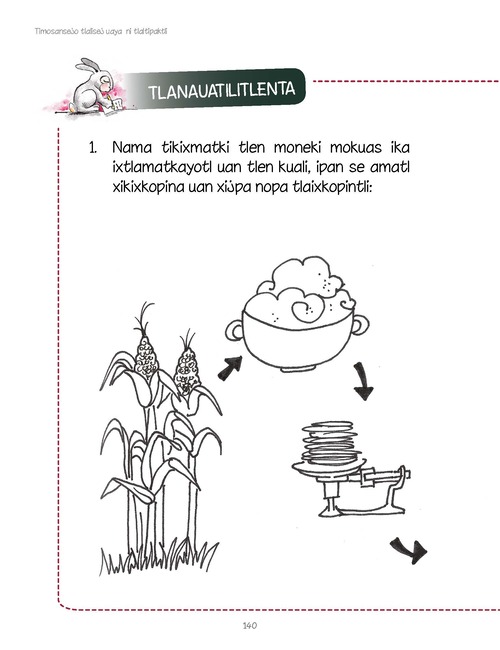 Timosansejo tlalisej uaya ni tlaltipaktli
TLANAUATILITLENTA
1. Nama tikixmatki tlen moneki mokuas ika
ixtlamatkayotl uan tlen kuali, ipan se amatl
xikixkopina uan xijpa nopa tlaixkopintli:
140